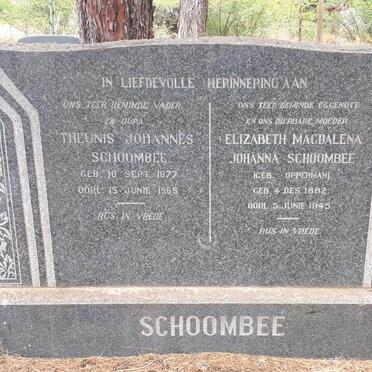 IN LIEFDEVOLLE HERINNERING AAN
ONS TEER BEMINDE VADER
EN OUPA
THEUNIS JOHANNES
SCHOOMBEE
GEB. 16 SEPT. 1877
OORL. 15 JUNIE 1965
RUS IN VREDE
ONS TEER BEMINDE EGGENOTE
EN ONS DIERBARE MOEDER
ELIZABETH MAGDALENA
JOHANNA SCHOOMBEE
(GEB. OPPERMAN)
GEB. 4 DES. 1882
OORL. 5 JUNIE 1945
RUS IN VREDE
SCHOOMBEE